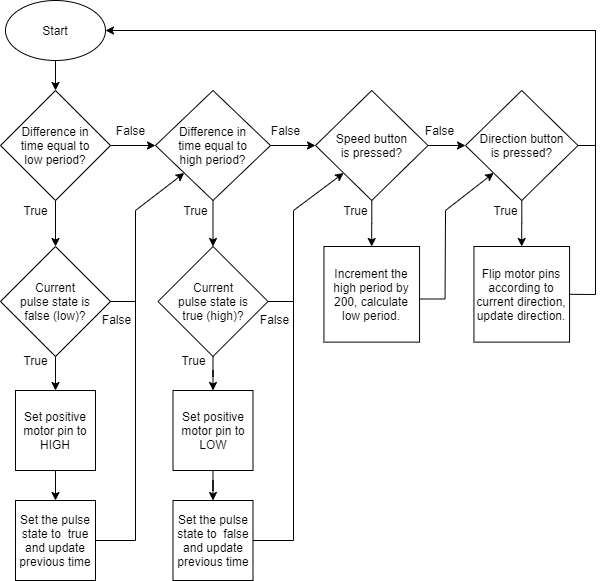 Start
Difference in
time equal to
low period?
False
Difference in
time equal to
high period?
False
Speed button
is pressed?
False
Direction button
is pressed?
True
True
True
True
Current
pulse state is
false (low)?
False
Current
pulse state is
true (high)?
False
Increment the
high period by
200, calculate
low period.
Flip motor pins
according to
current direction,
update direction.
True
True
Set positive
motor pin to
HIGH
Set positive
motor pin to
LOW
Set the pulse
state to true
and update
previous time
Set the pulse
state to false
and update
previous time